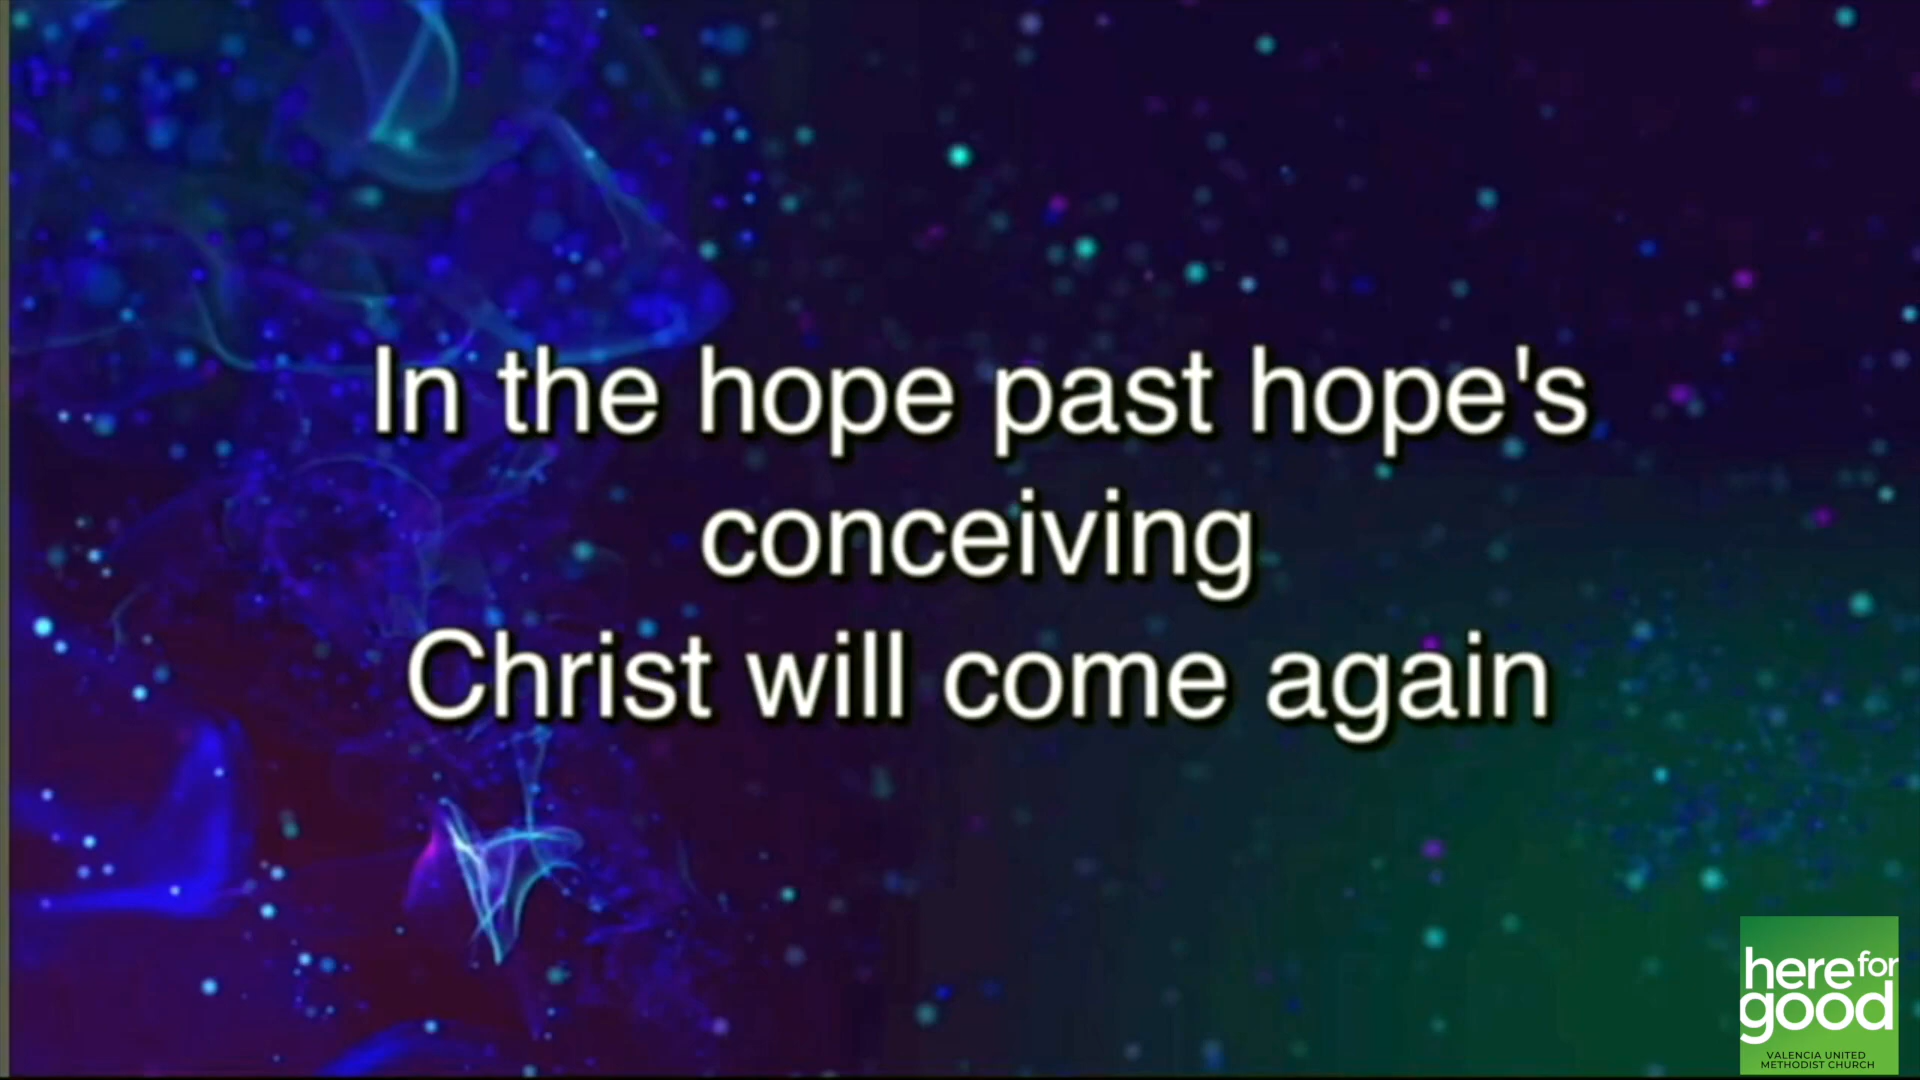 In the hope past hope's
conceiving
Christ will come again
here for
good
VALENCIA UNITED
METHODIST CHURCH